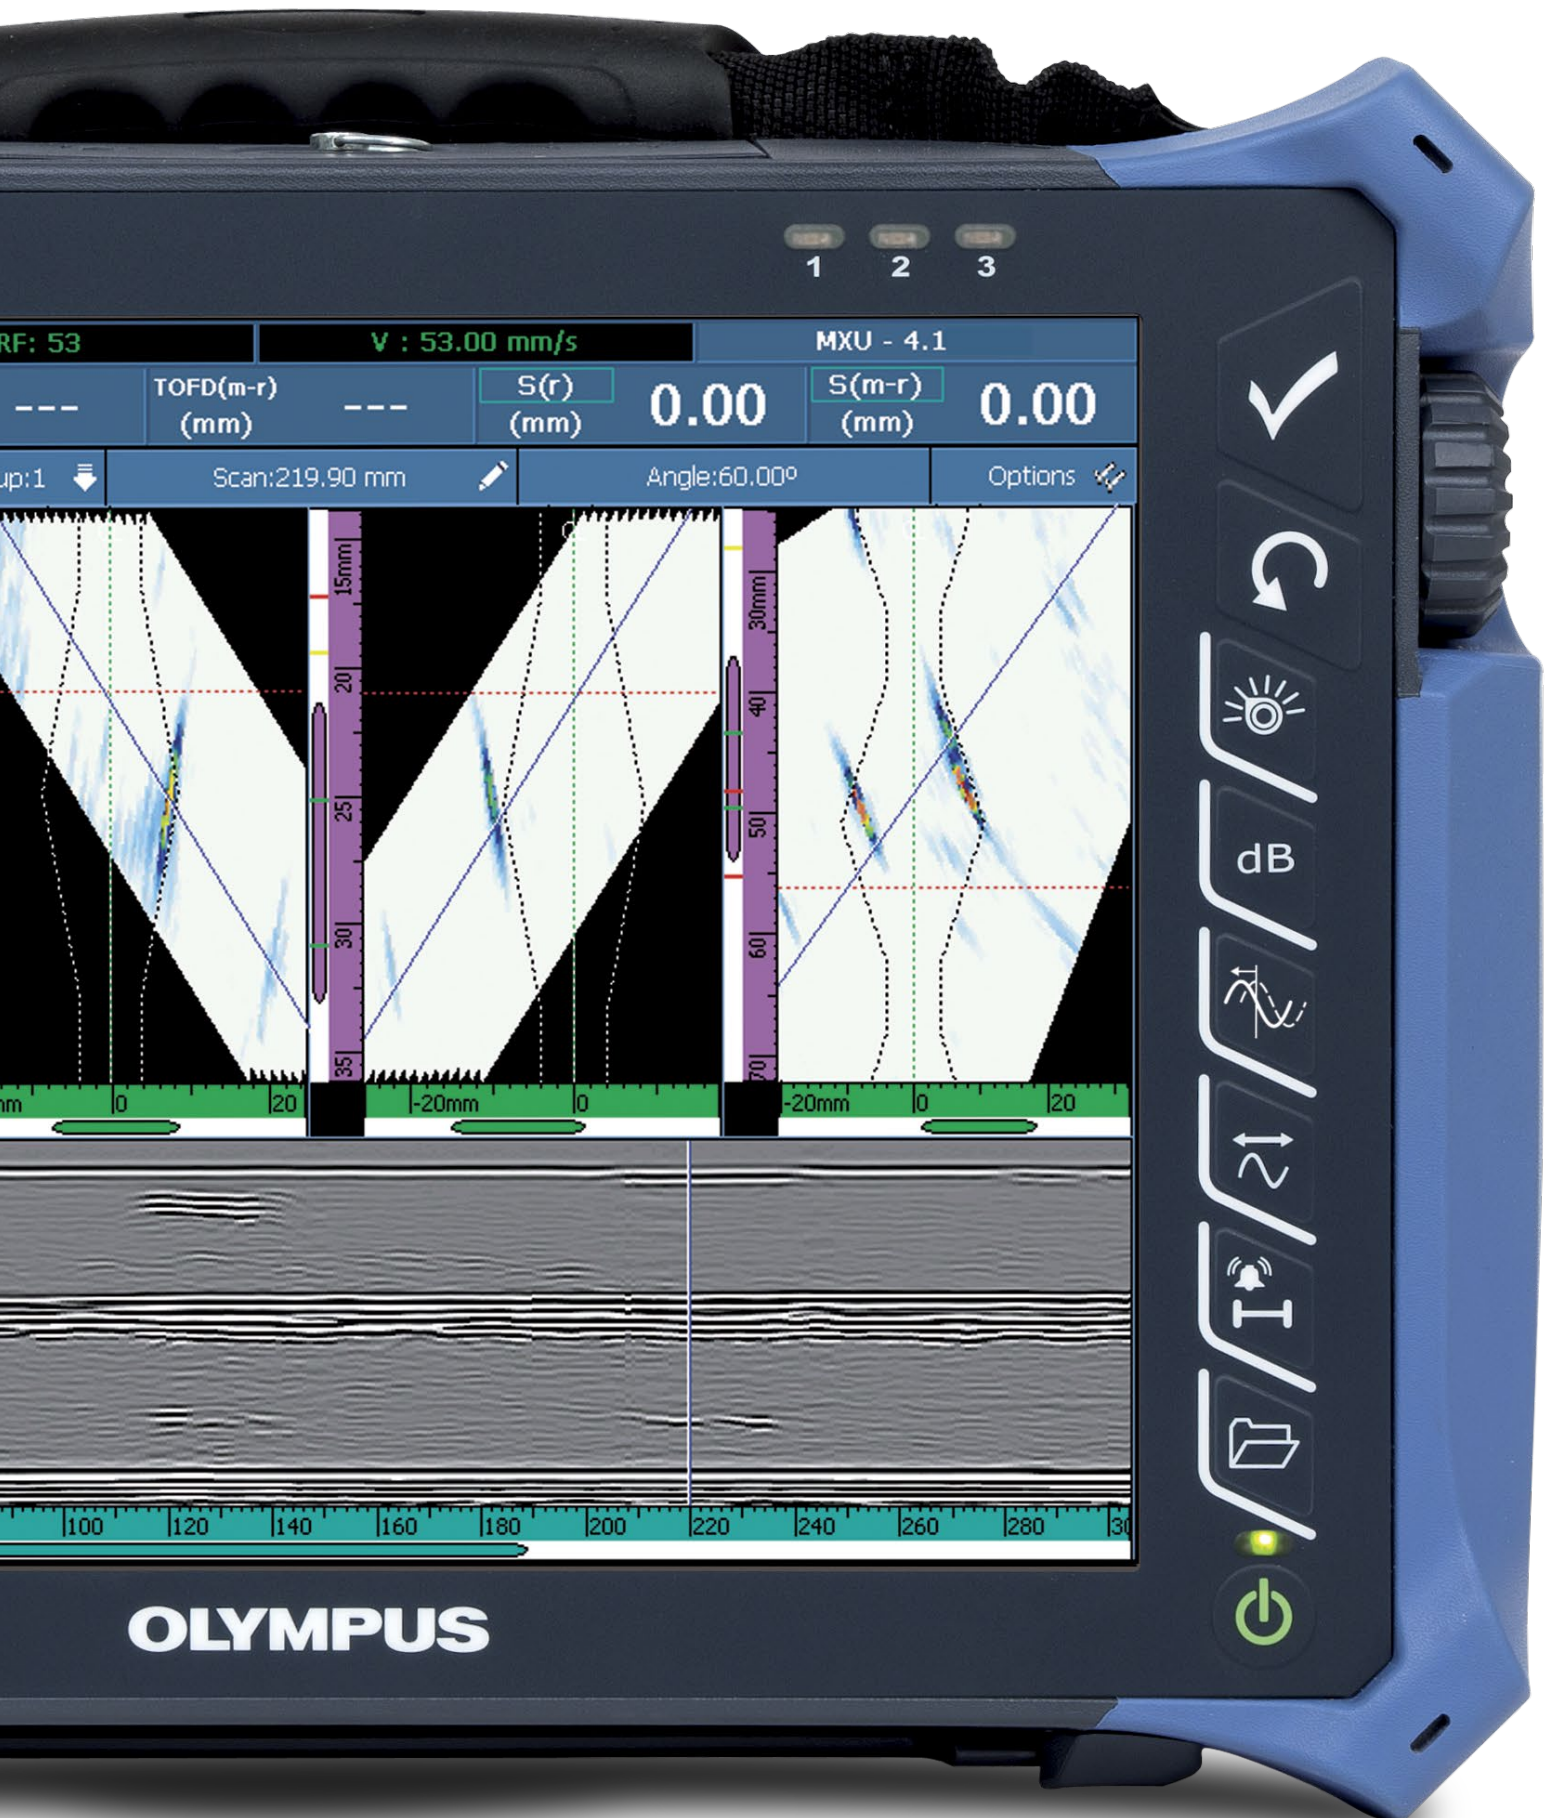 1 2 3
RF: 53
V : 53.00 mm/s
MXU - 4.1
---
TOFD(m-r)
(mm)
---
S(r)
(mm)
0.00
S(m-r)
(mm)
0.00
up:1
Scan:219.90 mm
Angle:60.00º
Options
15mm
20
25
30
35
30mm
40
50
60
70
mm
0
20
-20mm
0
-20mm
0
20
dB
100 120 140 160 180 200 220 240 260 280 30
OLYMPUS